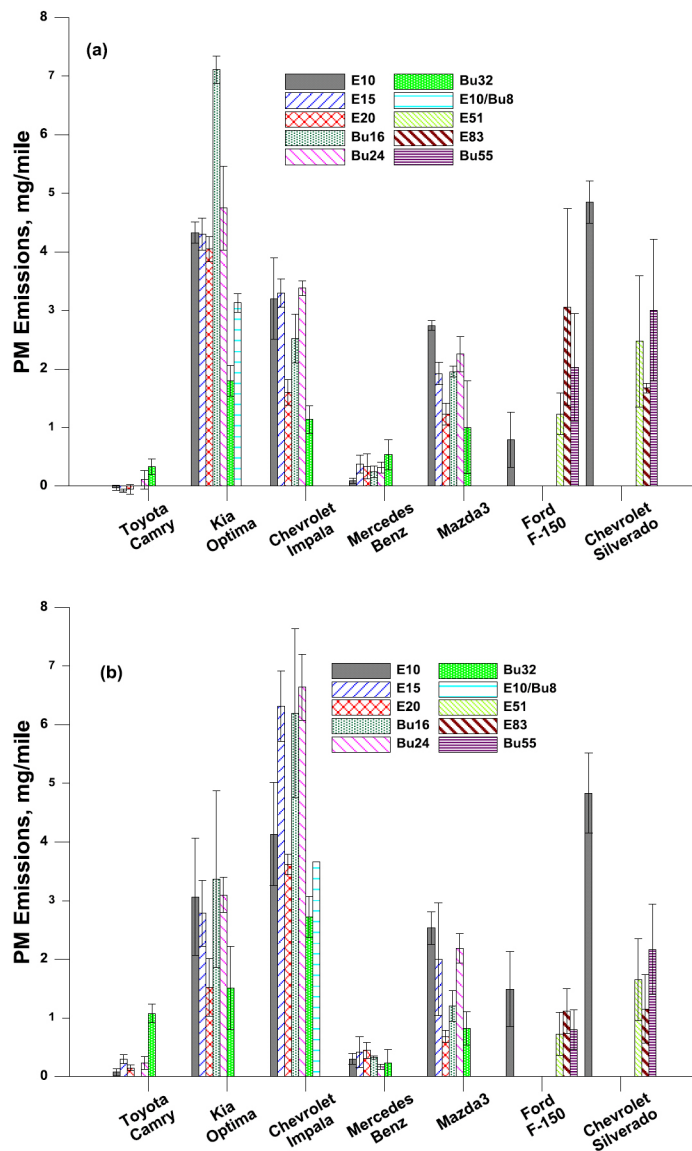 8
(a)
7
E10
Bu32
E15
E10/Bu8
6
E20
E51
Bu16
E83
Bu24
Bu55
5
4
3
2
1
0
PM Emissions, mg/mile
Toyota
Camry
Kia
Optima
Chevrolet
Impala
Mercedes
Benz
Mazda3
Ford
F-150
Chevrolet
Silverado
8
(b)
7
E10
Bu32
E15
E10/Bu8
6
E20
E51
Bu16
E83
Bu24
Bu55
5
4
3
2
1
0
PM Emissions, mg/mile
Toyota
Camry
Kia
Optima
Chevrolet
Impala
Mercedes
Benz
Mazda3
Ford
F-150
Chevrolet
Silverado